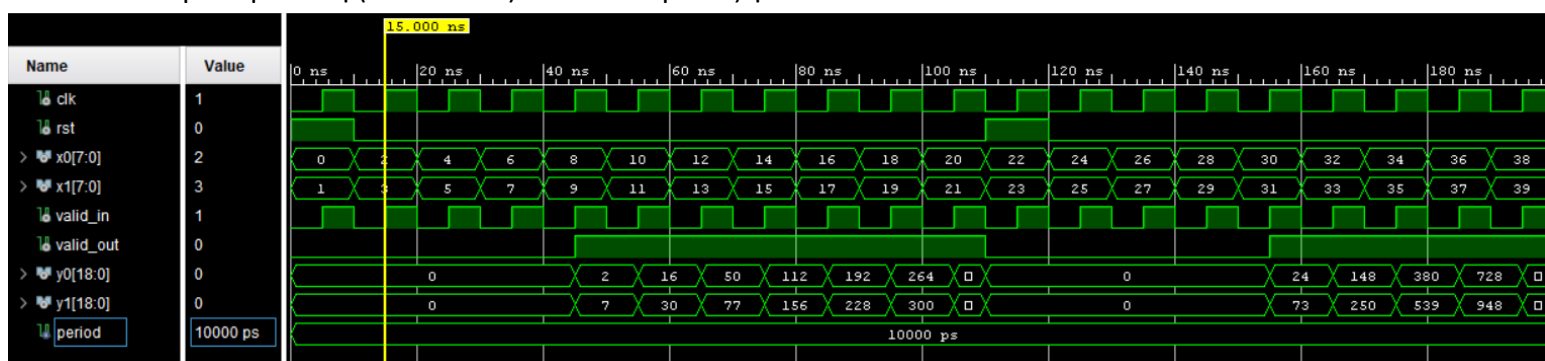 15.000 ns
Name Value
0 ns 20 ns 40 ns 60 ns 80 ns 100 ns 120 ns 140 ns 160 ns 180 ns
clk 1
rst 0
x0[7:0] 2 0 2 4 6 8 10 12 14 16 18 20 22 24 26 28 30 32 34 36 38
x1[7:0] 3 1 3 5 7 9 11 13 15 17 19 21 23 25 27 29 31 33 35 37 39
valid_in 1
valid_out 0
y0[18:0] 0 0 2 16 50 112 192 264 0 24 148 380 728
y1[18:0] 0 0 7 30 77 156 228 300 0 73 250 539 948
period 10000 ps 10000 ps